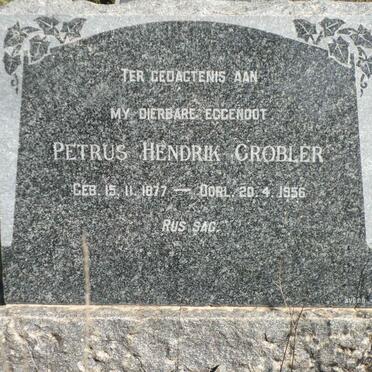 TER GEDAGTENIS AAN
MY DIERBARE EGGENOOT
PETRUS HENDRIK GROBLER
GEB. 15. 11. 1877 — OORL. 20. 4. 1956
RUS SAG.